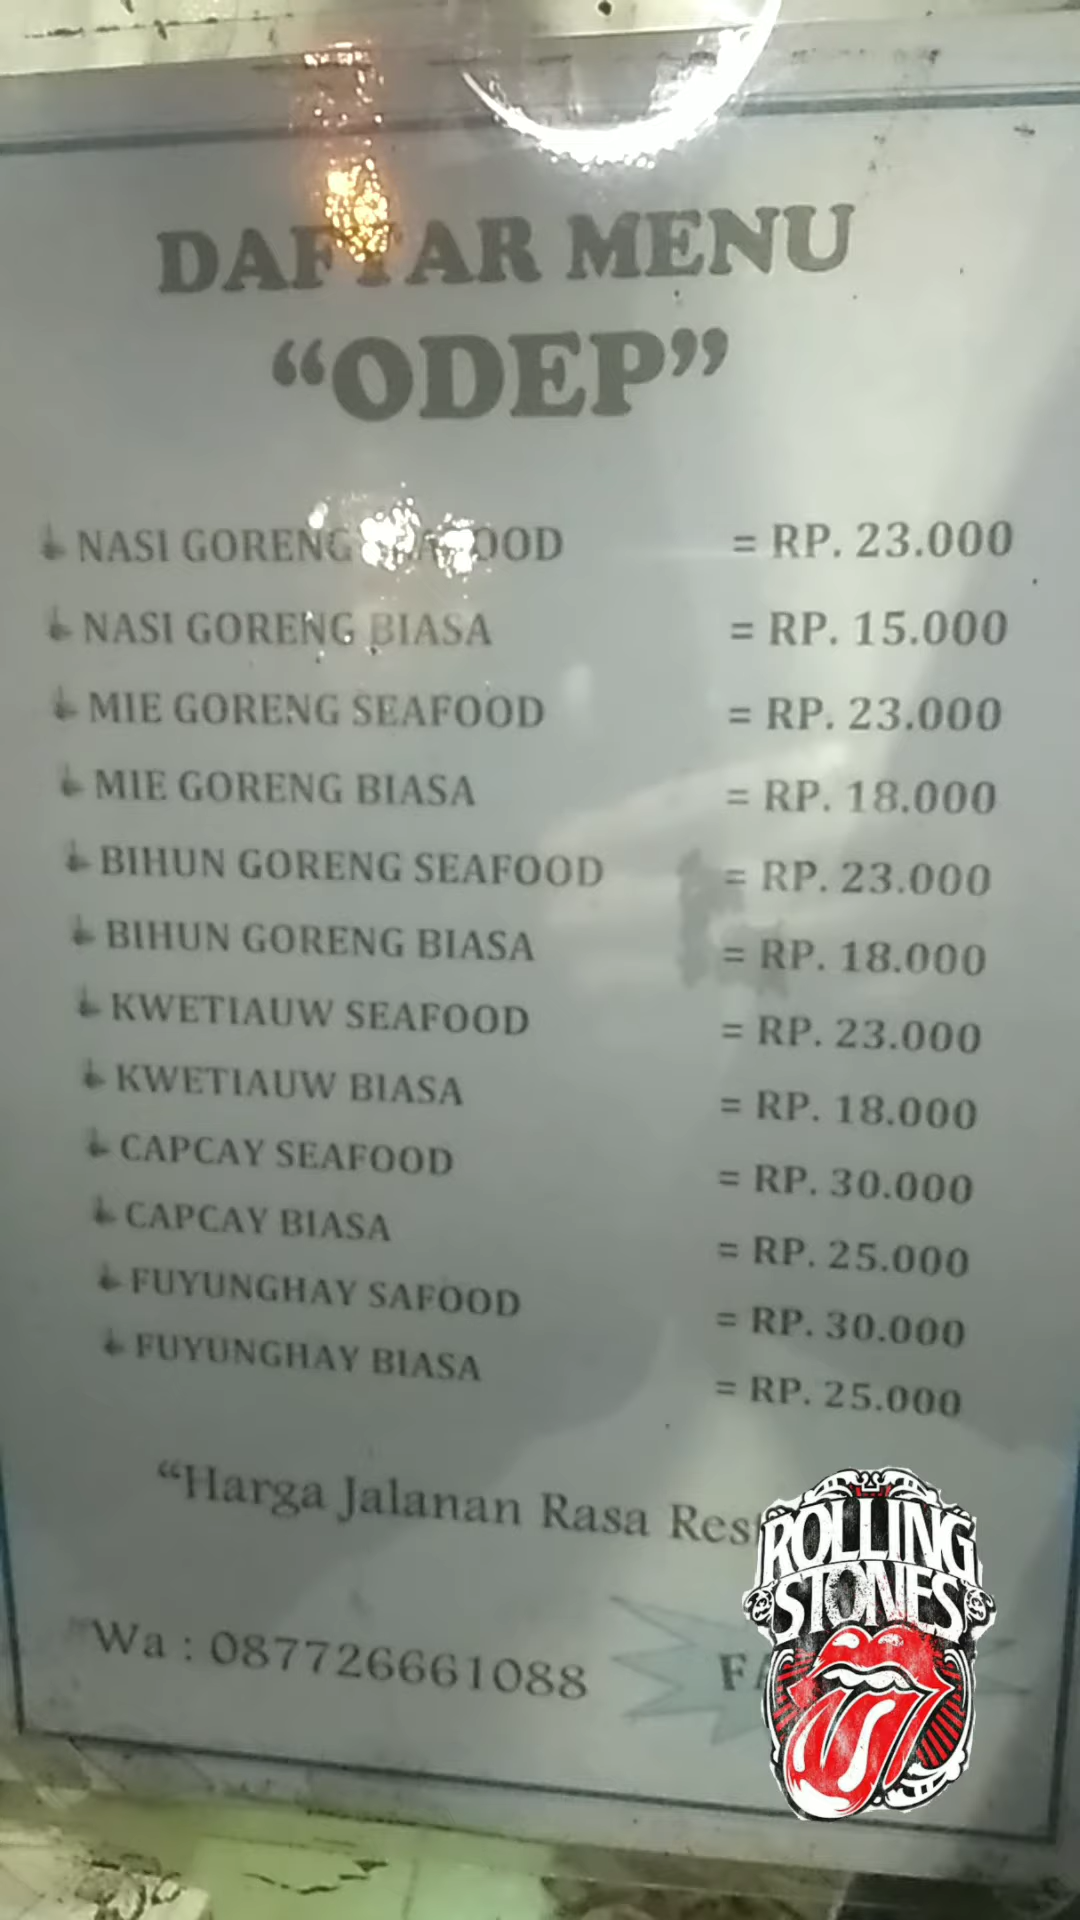 DAFTAR MENU
“ODEP”
NASI GORENG SEAFOOD = RP. 23.000
NASI GORENG BIASA = RP. 15.000
MIE GORENG SEAFOOD = RP. 23.000
MIE GORENG BIASA = RP. 18.000
BIHUN GORENG SEAFOOD = RP. 23.000
BIHUN GORENG BIASA = RP. 18.000
KWETIAUW SEAFOOD = RP. 23.000
KWETIAUW BIASA = RP. 18.000
CAPCAY SEAFOOD = RP. 30.000
CAPCAY BIASA = RP. 25.000
FUYUNGHAY SAFOOD = RP. 30.000
FUYUNGHAY BIASA = RP. 25.000
“Harga Jalanan Rasa
ROLLING
STONES
Wa : 087726661088